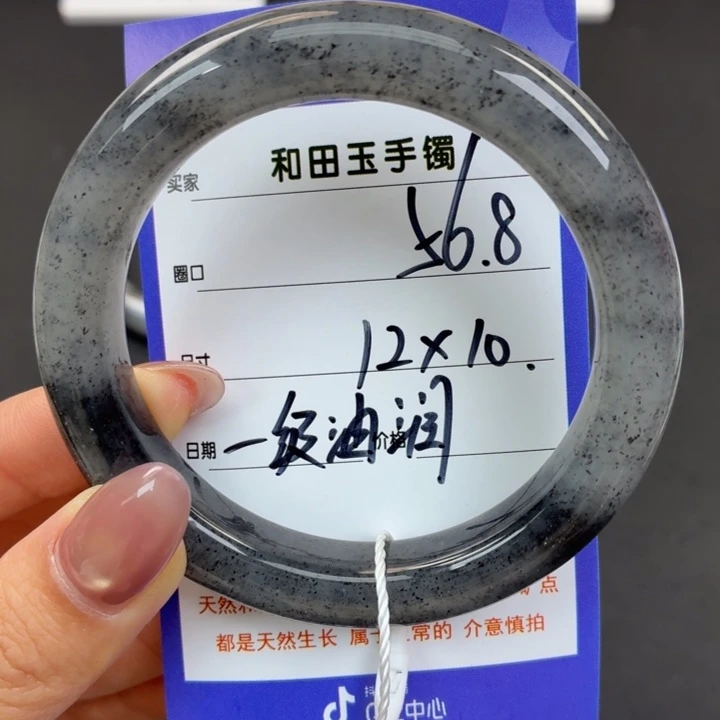 和田玉手镯
买家
圈口 56.8
尺寸 12×10.
日期 一级油润 价格
天然
点
都是天然生长 属于 常的 介意慎拍
中心